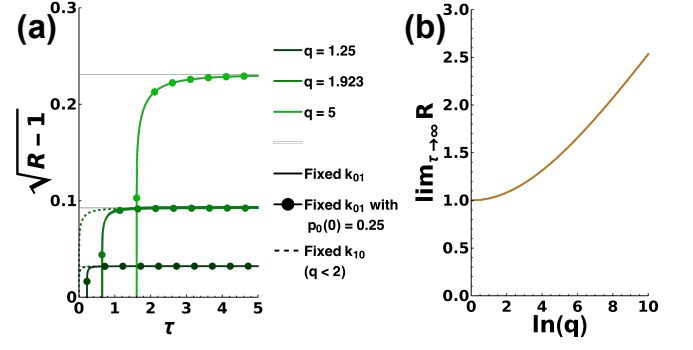 (a)
0.3
0.2
0.1
0
√R − 1
0 1 2 3 4 5
τ
q = 1.25
q = 1.923
q = 5
Fixed k01
Fixed k01 with
p0(0) = 0.25
Fixed k10
(q < 2)
(b)
3.0
2.5
2.0
1.5
1.0
0.5
0.0
limτ→∞ R
0 2 4 6 8 10
ln(q)